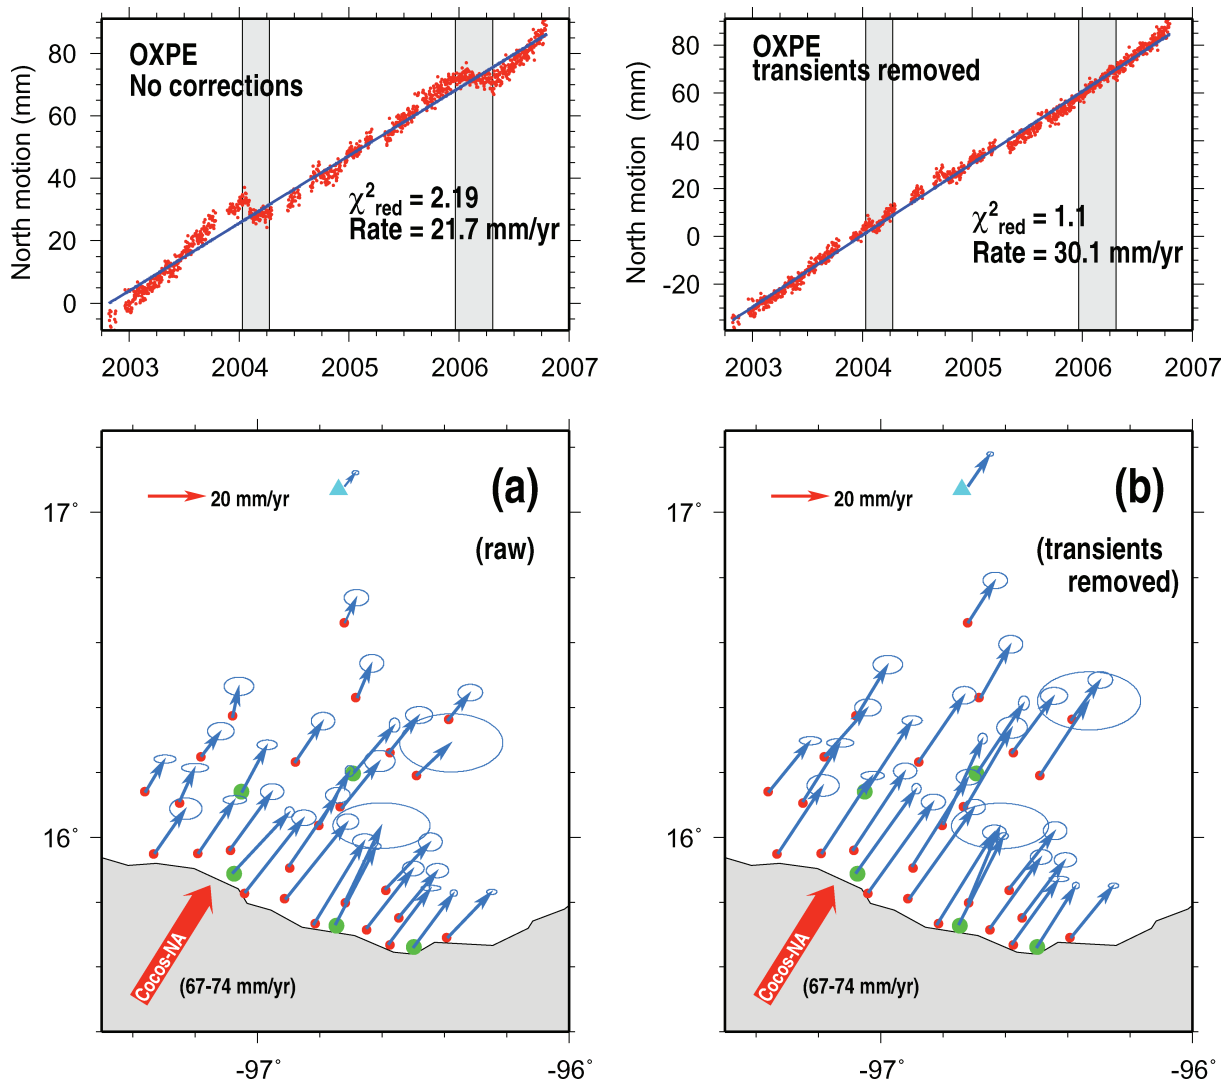 OXPE
No corrections
North motion (mm)
80
60
40
20
0
χ²red = 2.19
Rate = 21.7 mm/yr
2003 2004 2005 2006 2007
OXPE
transients removed
North motion (mm)
80
60
40
20
0
-20
χ²red = 1.1
Rate = 30.1 mm/yr
2003 2004 2005 2006 2007
(a)
20 mm/yr
(raw)
17°
16°
Cocos-NA
(67-74 mm/yr)
-97° -96°
(b)
20 mm/yr
(transients
removed)
17°
16°
Cocos-NA
(67-74 mm/yr)
-97° -96°